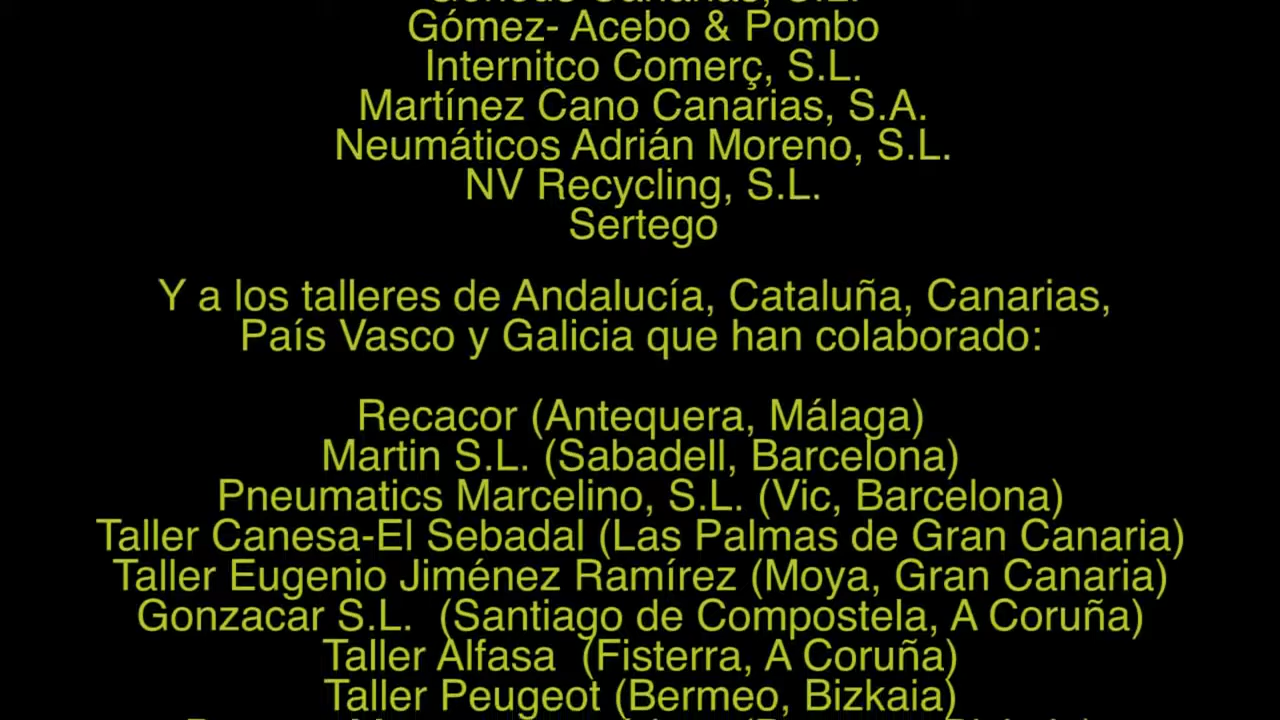 Gómez- Acebo & Pombo
Internitco Comerç, S.L.
Martínez Cano Canarias, S.A.
Neumáticos Adrián Moreno, S.L.
NV Recycling, S.L.
Sertego
Y a los talleres de Andalucía, Cataluña, Canarias,
País Vasco y Galicia que han colaborado:
Recacor (Antequera, Málaga)
Martin S.L. (Sabadell, Barcelona)
Pneumatics Marcelino, S.L. (Vic, Barcelona)
Taller Canesa-El Sebadal (Las Palmas de Gran Canaria)
Taller Eugenio Jiménez Ramírez (Moya, Gran Canaria)
Gonzacar S.L.  (Santiago de Compostela, A Coruña)
Taller Alfasa  (Fisterra, A Coruña)
Taller Peugeot (Bermeo, Bizkaia)